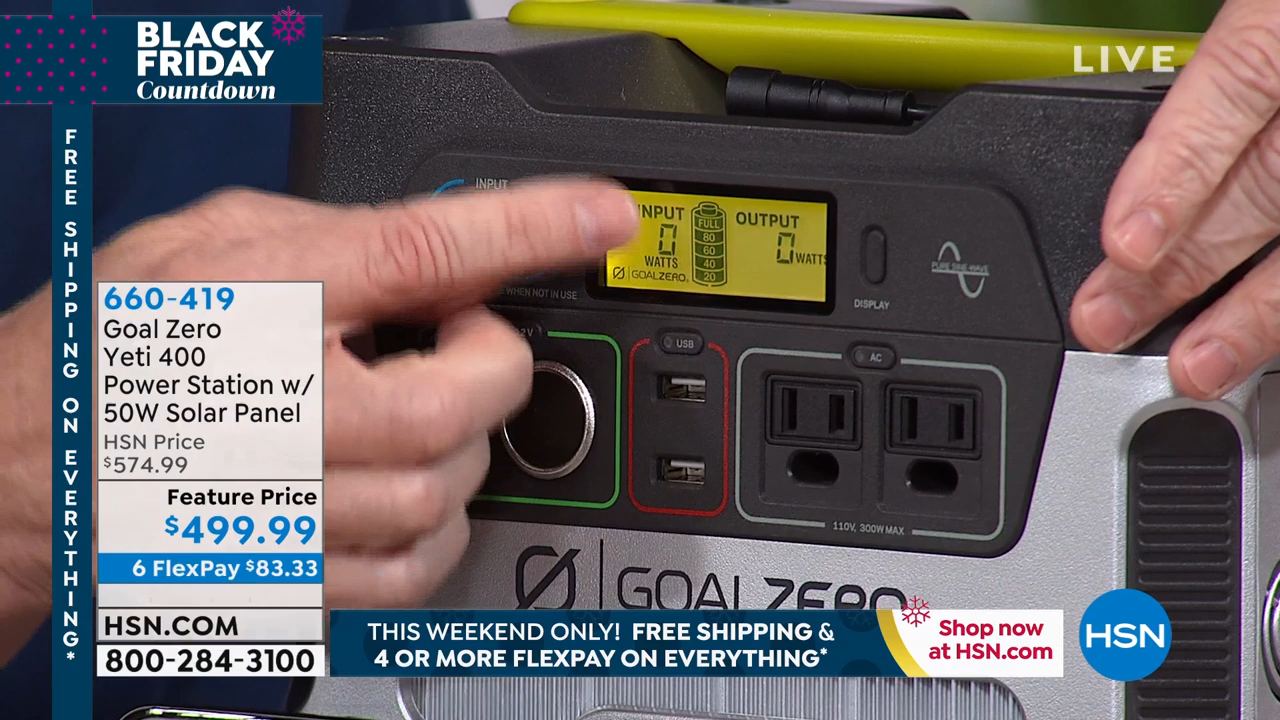 BLACK
FRIDAY
Countdown
LIVE
FREE SHIPPING ON EVERYTHING*
660-419
Goal Zero
Yeti 400
Power Station w/
50W Solar Panel
HSN Price
$574.99
Feature Price
$499.99
6 FlexPay $83.33
HSN.COM
800-284-3100
INPUT
WHEN NOT IN USE
INPUT
0
WATTS
GOALZERO.
FULL
80
60
40
20
OUTPUT
0 WATTS
DISPLAY
PURE SINE WAVE
USB
AC
110V, 300W MAX
GOAL ZERO
THIS WEEKEND ONLY! FREE SHIPPING &
4 OR MORE FLEXPAY ON EVERYTHING*
Shop now
at HSN.com
HSN